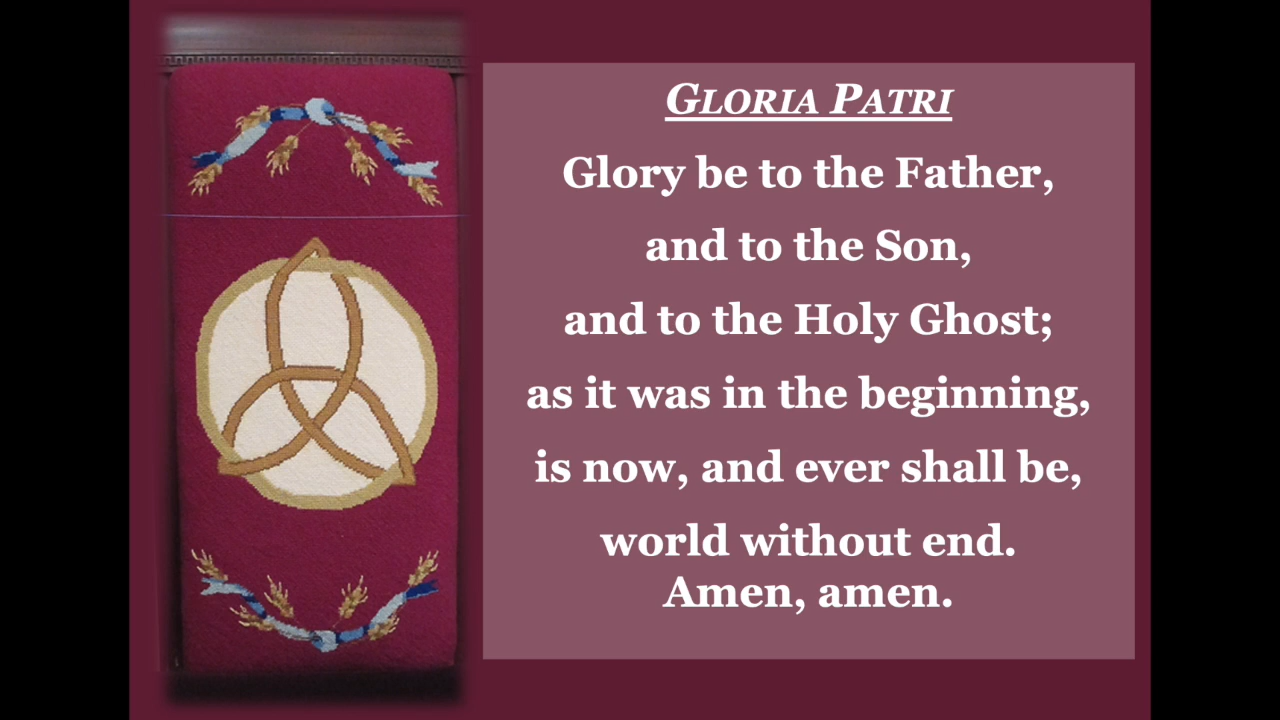 GLORIA PATRI
Glory be to the Father,
and to the Son,
and to the Holy Ghost;
as it was in the beginning,
is now, and ever shall be,
world without end.
Amen, amen.